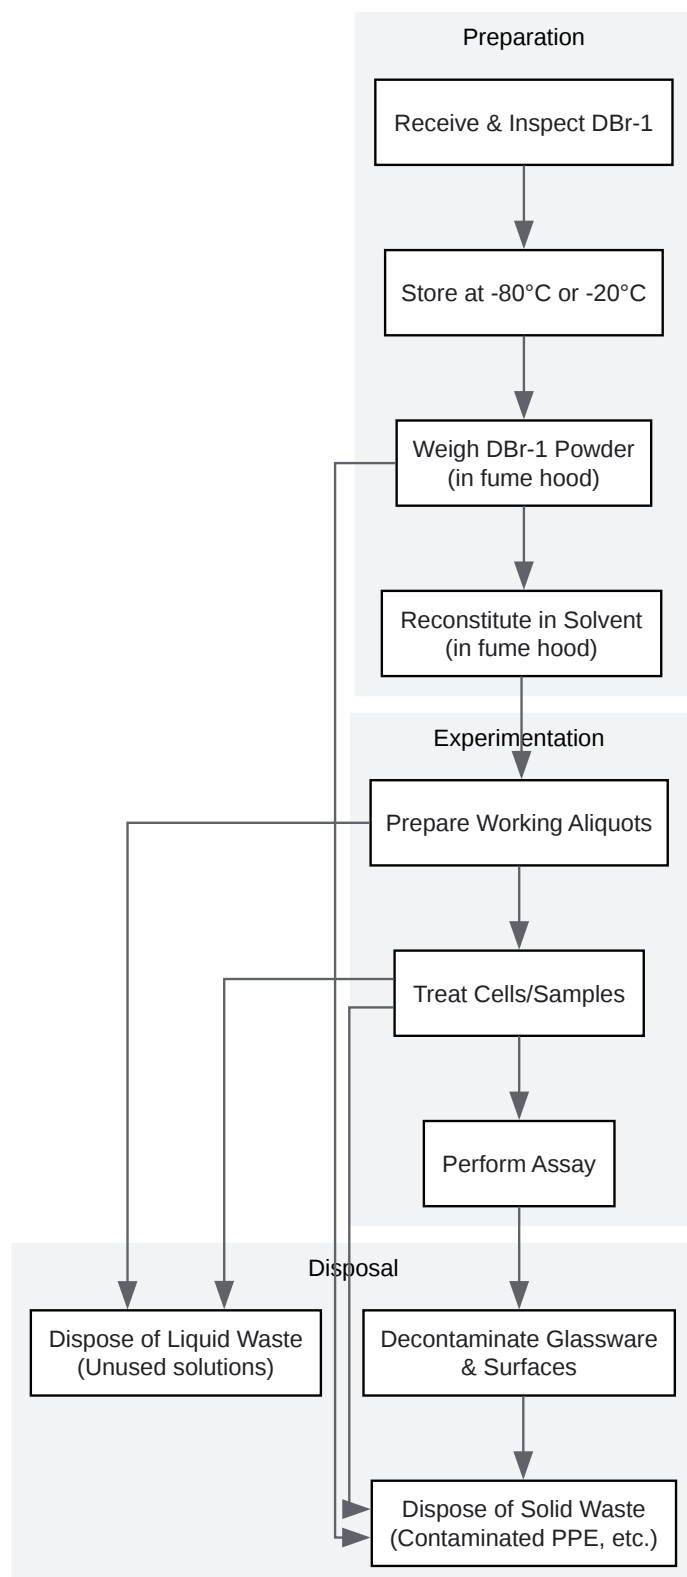 Preparation
Receive & Inspect DBr-1
Store at -80°C or -20°C
Weigh DBr-1 Powder
(in fume hood)
Reconstitute in Solvent
(in fume hood)
Experimentation
Prepare Working Aliquots
Treat Cells/Samples
Perform Assay
Disposal
Dispose of Liquid Waste
(Unused solutions)
Decontaminate Glassware
& Surfaces
Dispose of Solid Waste
(Contaminated PPE, etc.)